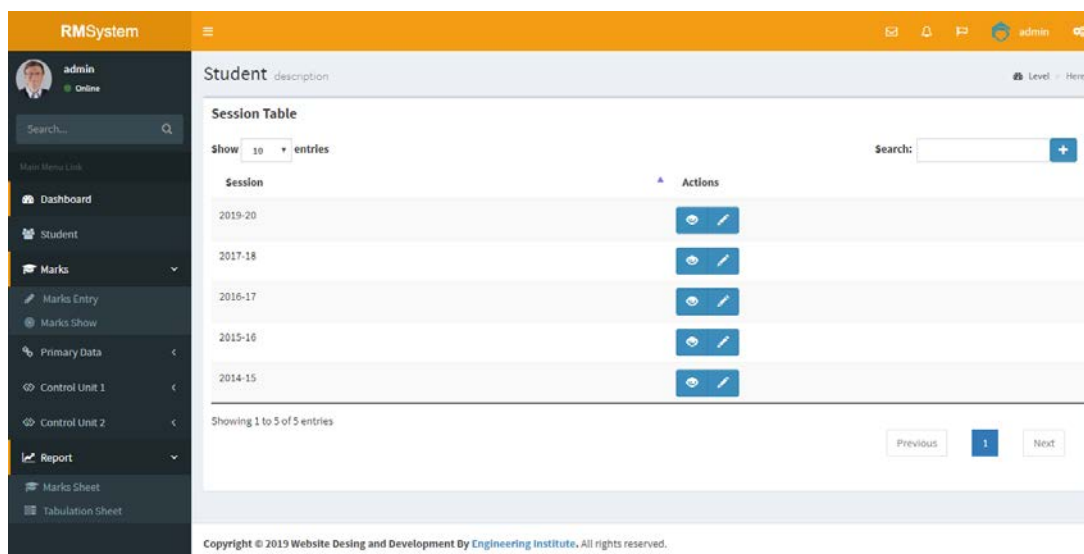 RMSystem
admin
admin
Online
Student description
Level
Here
Search...
Session Table
Show 10 entries
Search:
+
Main Menu Link
Session Actions
Dashboard
2019-20
Student
2017-18
Marks
Marks Entry
2016-17
Marks Show
2015-16
Primary Data
2014-15
Control Unit 1
Control Unit 2
Showing 1 to 5 of 5 entries
Previous 1 Next
Report
Marks Sheet
Tabulation Sheet
Copyright © 2019 Website Desing and Development By Engineering Institute. All rights reserved.